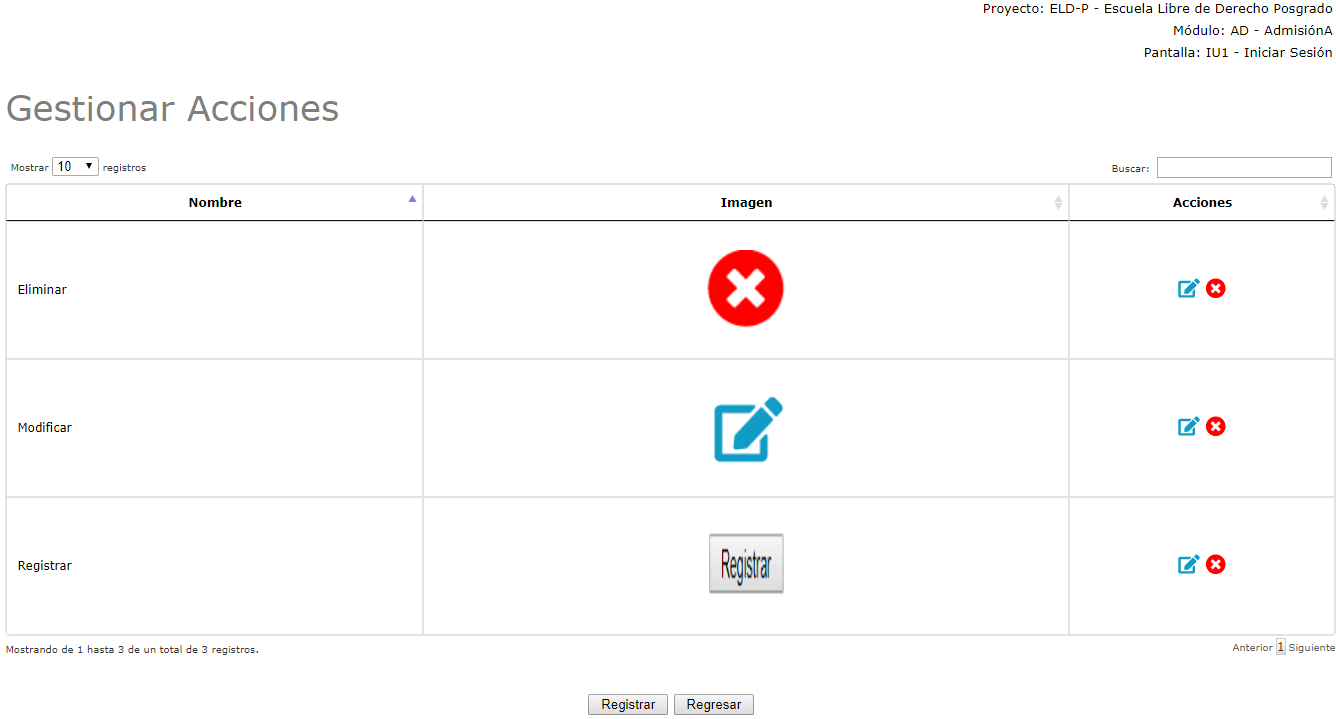 Proyecto: ELD-P - Escuela Libre de Derecho Posgrado
Módulo: AD - AdmisiónA
Pantalla: IU1 - Iniciar Sesión
Gestionar Acciones
Mostrar 10 registros Buscar:
Nombre Imagen Acciones
Eliminar
Modificar
Registrar Registrar
Mostrando de 1 hasta 3 de un total de 3 registros. Anterior 1 Siguiente
Registrar Regresar